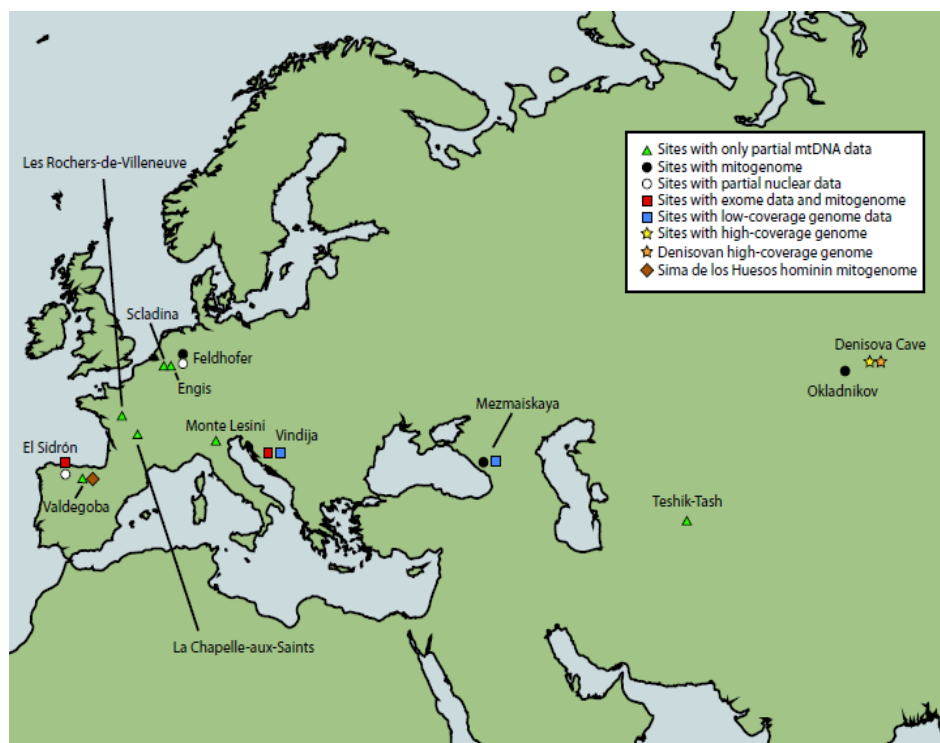 Les Rochers-de-Villeneuve
Sites with only partial mtDNA data
Sites with mitogenome
Sites with partial nuclear data
Sites with exome data and mitogenome
Sites with low-coverage genome data
Sites with high-coverage genome
Denisovan high-coverage genome
Sima de los Huesos hominin mitogenome
Scladina
Feldhofer
Engis
Denisova Cave
Okladnikov
Mezmaiskaya
Monte Lesini
Vindija
El Sidrón
Valdegoba
Teshik-Tash
La Chapelle-aux-Saints